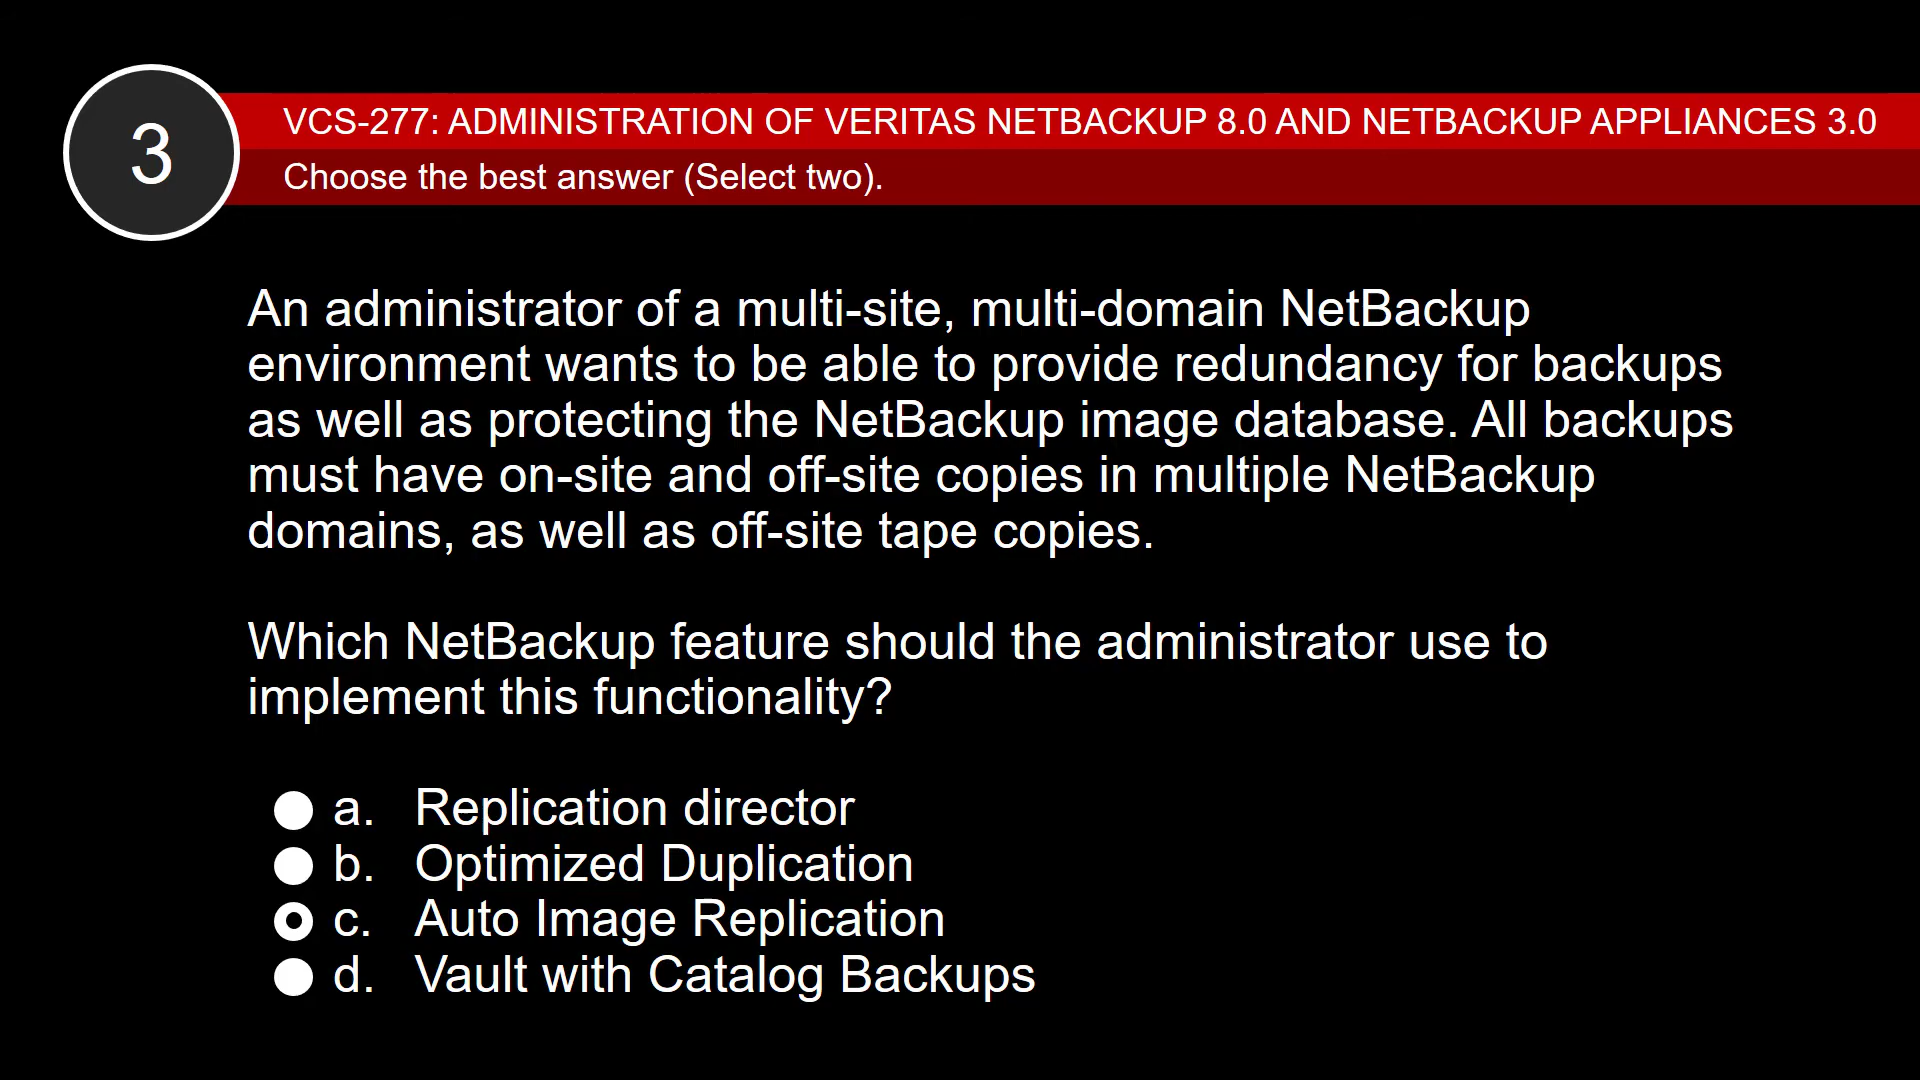 3
VCS-277: ADMINISTRATION OF VERITAS NETBACKUP 8.0 AND NETBACKUP APPLIANCES 3.0
Choose the best answer (Select two).
An administrator of a multi-site, multi-domain NetBackup
environment wants to be able to provide redundancy for backups
as well as protecting the NetBackup image database. All backups
must have on-site and off-site copies in multiple NetBackup
domains, as well as off-site tape copies.
Which NetBackup feature should the administrator use to
implement this functionality?
a. Replication director
b. Optimized Duplication
c. Auto Image Replication
d. Vault with Catalog Backups